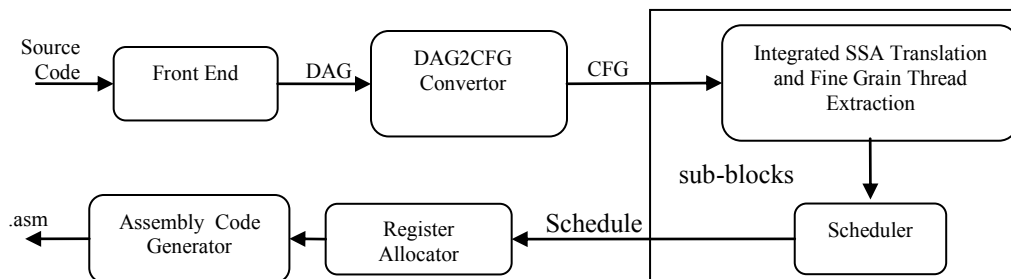 Source
Code
Front End
DAG
DAG2CFG
Convertor
CFG
Integrated SSA Translation
and Fine Grain Thread
Extraction
sub-blocks
Scheduler
Schedule
Register
Allocator
Assembly Code
Generator
.asm